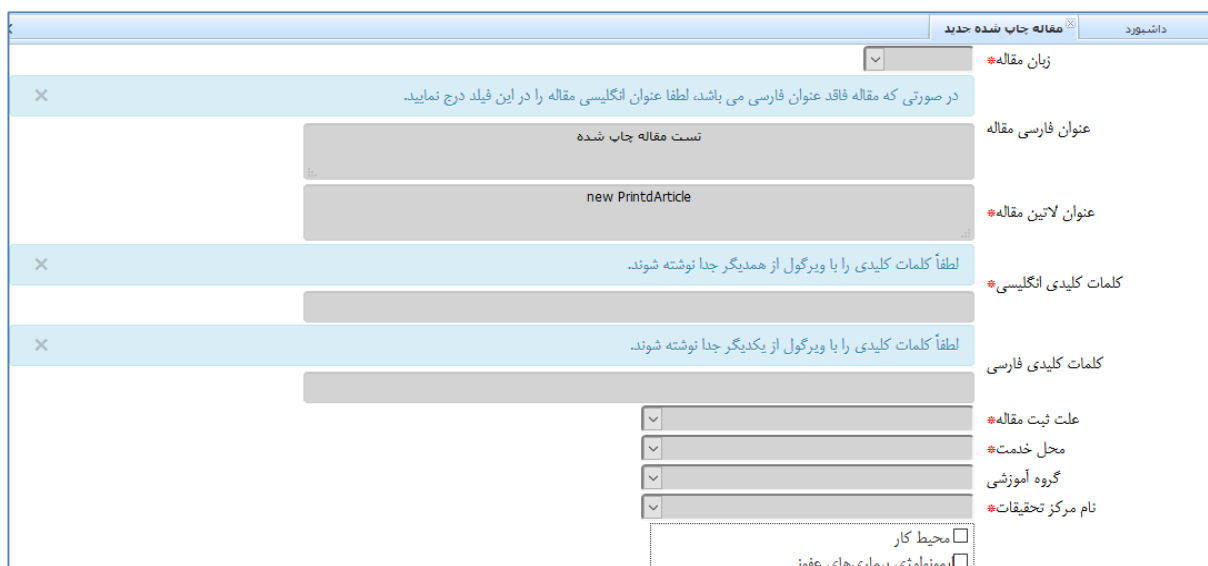 داشبورد
مقاله چاپ شده جدید
زبان مقاله*
در صورتی که مقاله فاقد عنوان فارسی می باشد، لطفا عنوان انگلیسی مقاله را در این فیلد درج نمایید.
عنوان فارسی مقاله
تست مقاله چاپ شده
عنوان لاتین مقاله*
new PrintdArticle
لطفاً کلمات کلیدی را با ویرگول از همدیگر جدا نوشته شوند.
کلمات کلیدی انگلیسی*
لطفاً کلمات کلیدی را با ویرگول از یکدیگر جدا نوشته شوند.
کلمات کلیدی فارسی
علت ثبت مقاله*
محل خدمت*
گروه آموزشی
نام مرکز تحقیقات*
محیط کار
ایمونولوژی بیماری‌های